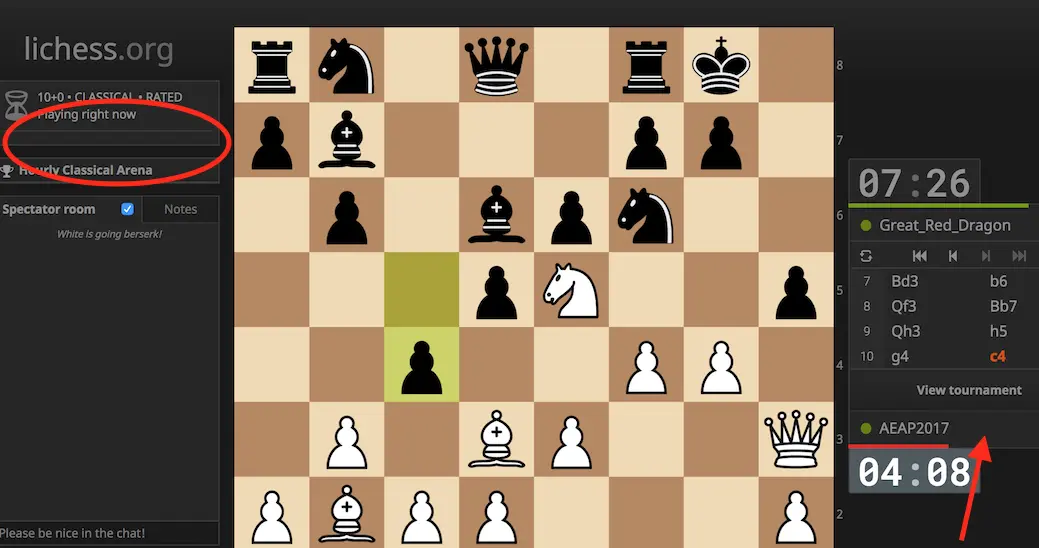 lichess.org
10+0 • CLASSICAL • RATED
Playing right now
Hourly Classical Arena
Spectator room
Notes
White is going berserk!
Please be nice in the chat!
8
7
6
5
4
3
2
07:26
Great_Red_Dragon
7 Bd3 b6
8 Qf3 Bb7
9 Qh3 h5
10 g4 c4
View tournament
AEAP2017
04:08